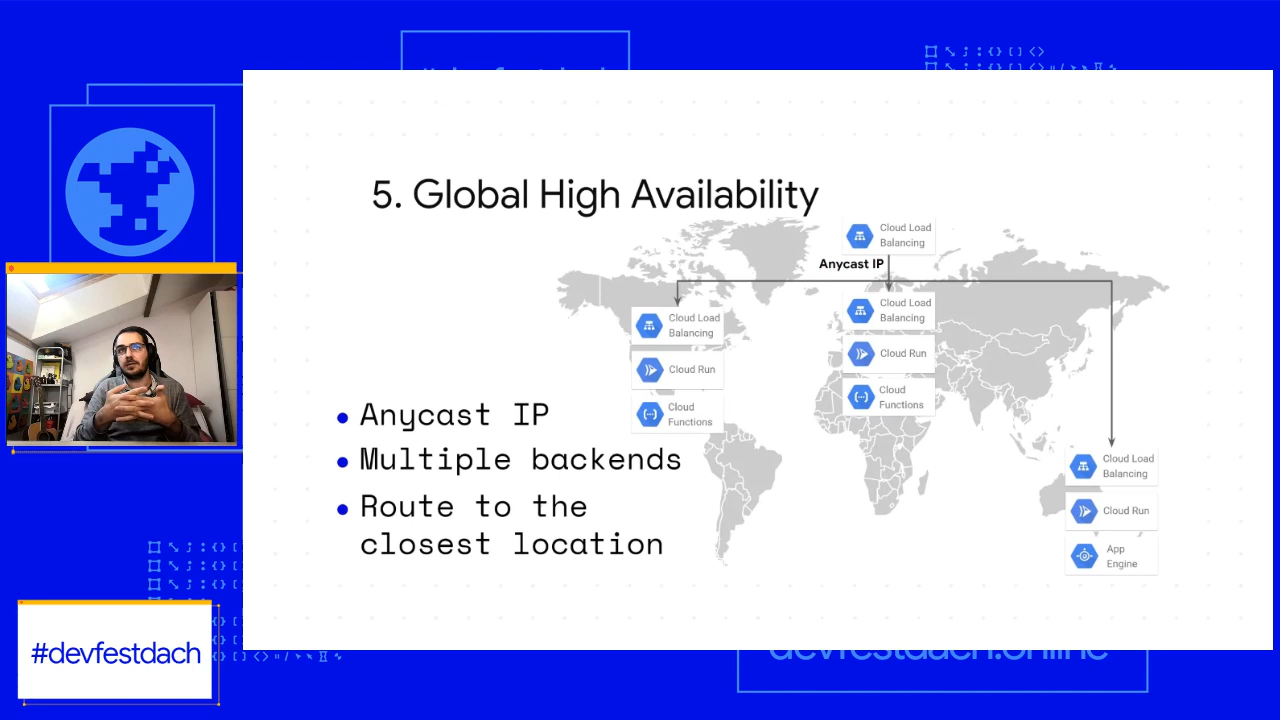 5. Global High Availability
Cloud Load
Balancing
Anycast IP
Cloud Load
Balancing
Cloud Run
Cloud
Functions
Cloud Load
Balancing
Cloud Run
Cloud
Functions
Cloud Load
Balancing
Cloud Run
App
Engine
• Anycast IP
• Multiple backends
• Route to the
closest location
#devfestdach
devfestdach.online